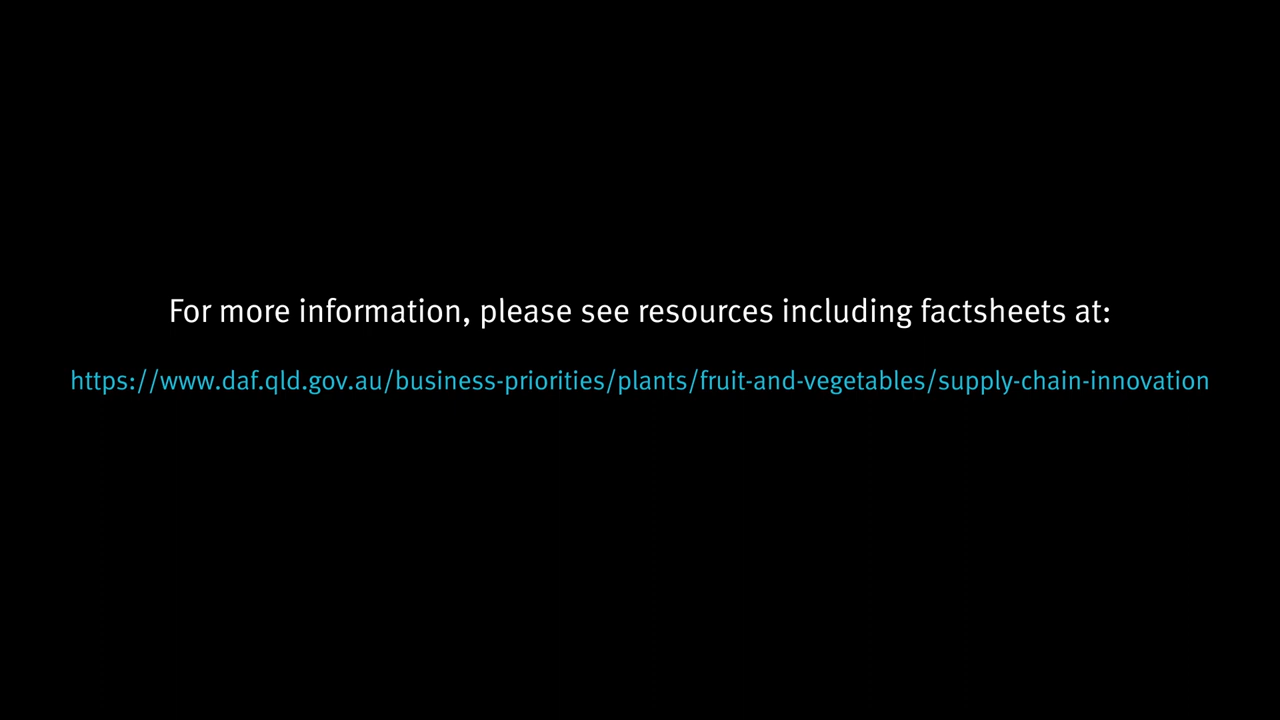 For more information, please see resources including factsheets at:
https://www.daf.qld.gov.au/business-priorities/plants/fruit-and-vegetables/supply-chain-innovation